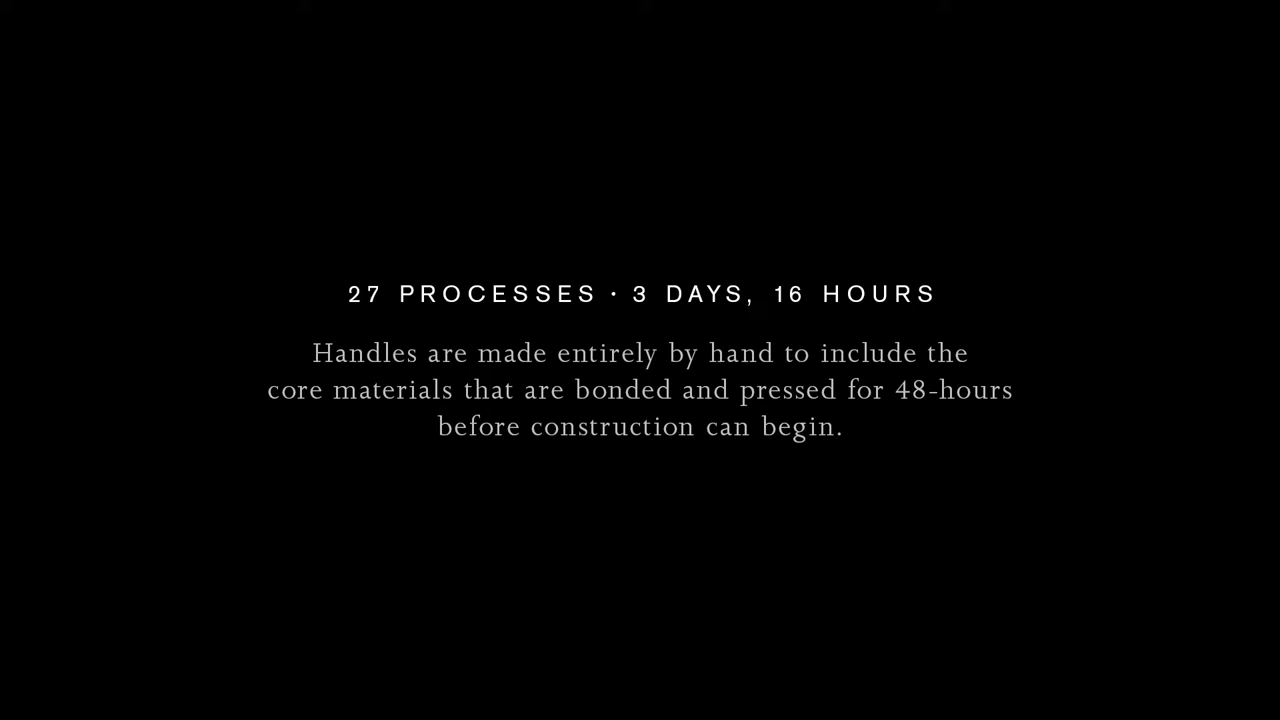 27 PROCESSES · 3 DAYS, 16 HOURS
Handles are made entirely by hand to include the
core materials that are bonded and pressed for 48-hours
before construction can begin.